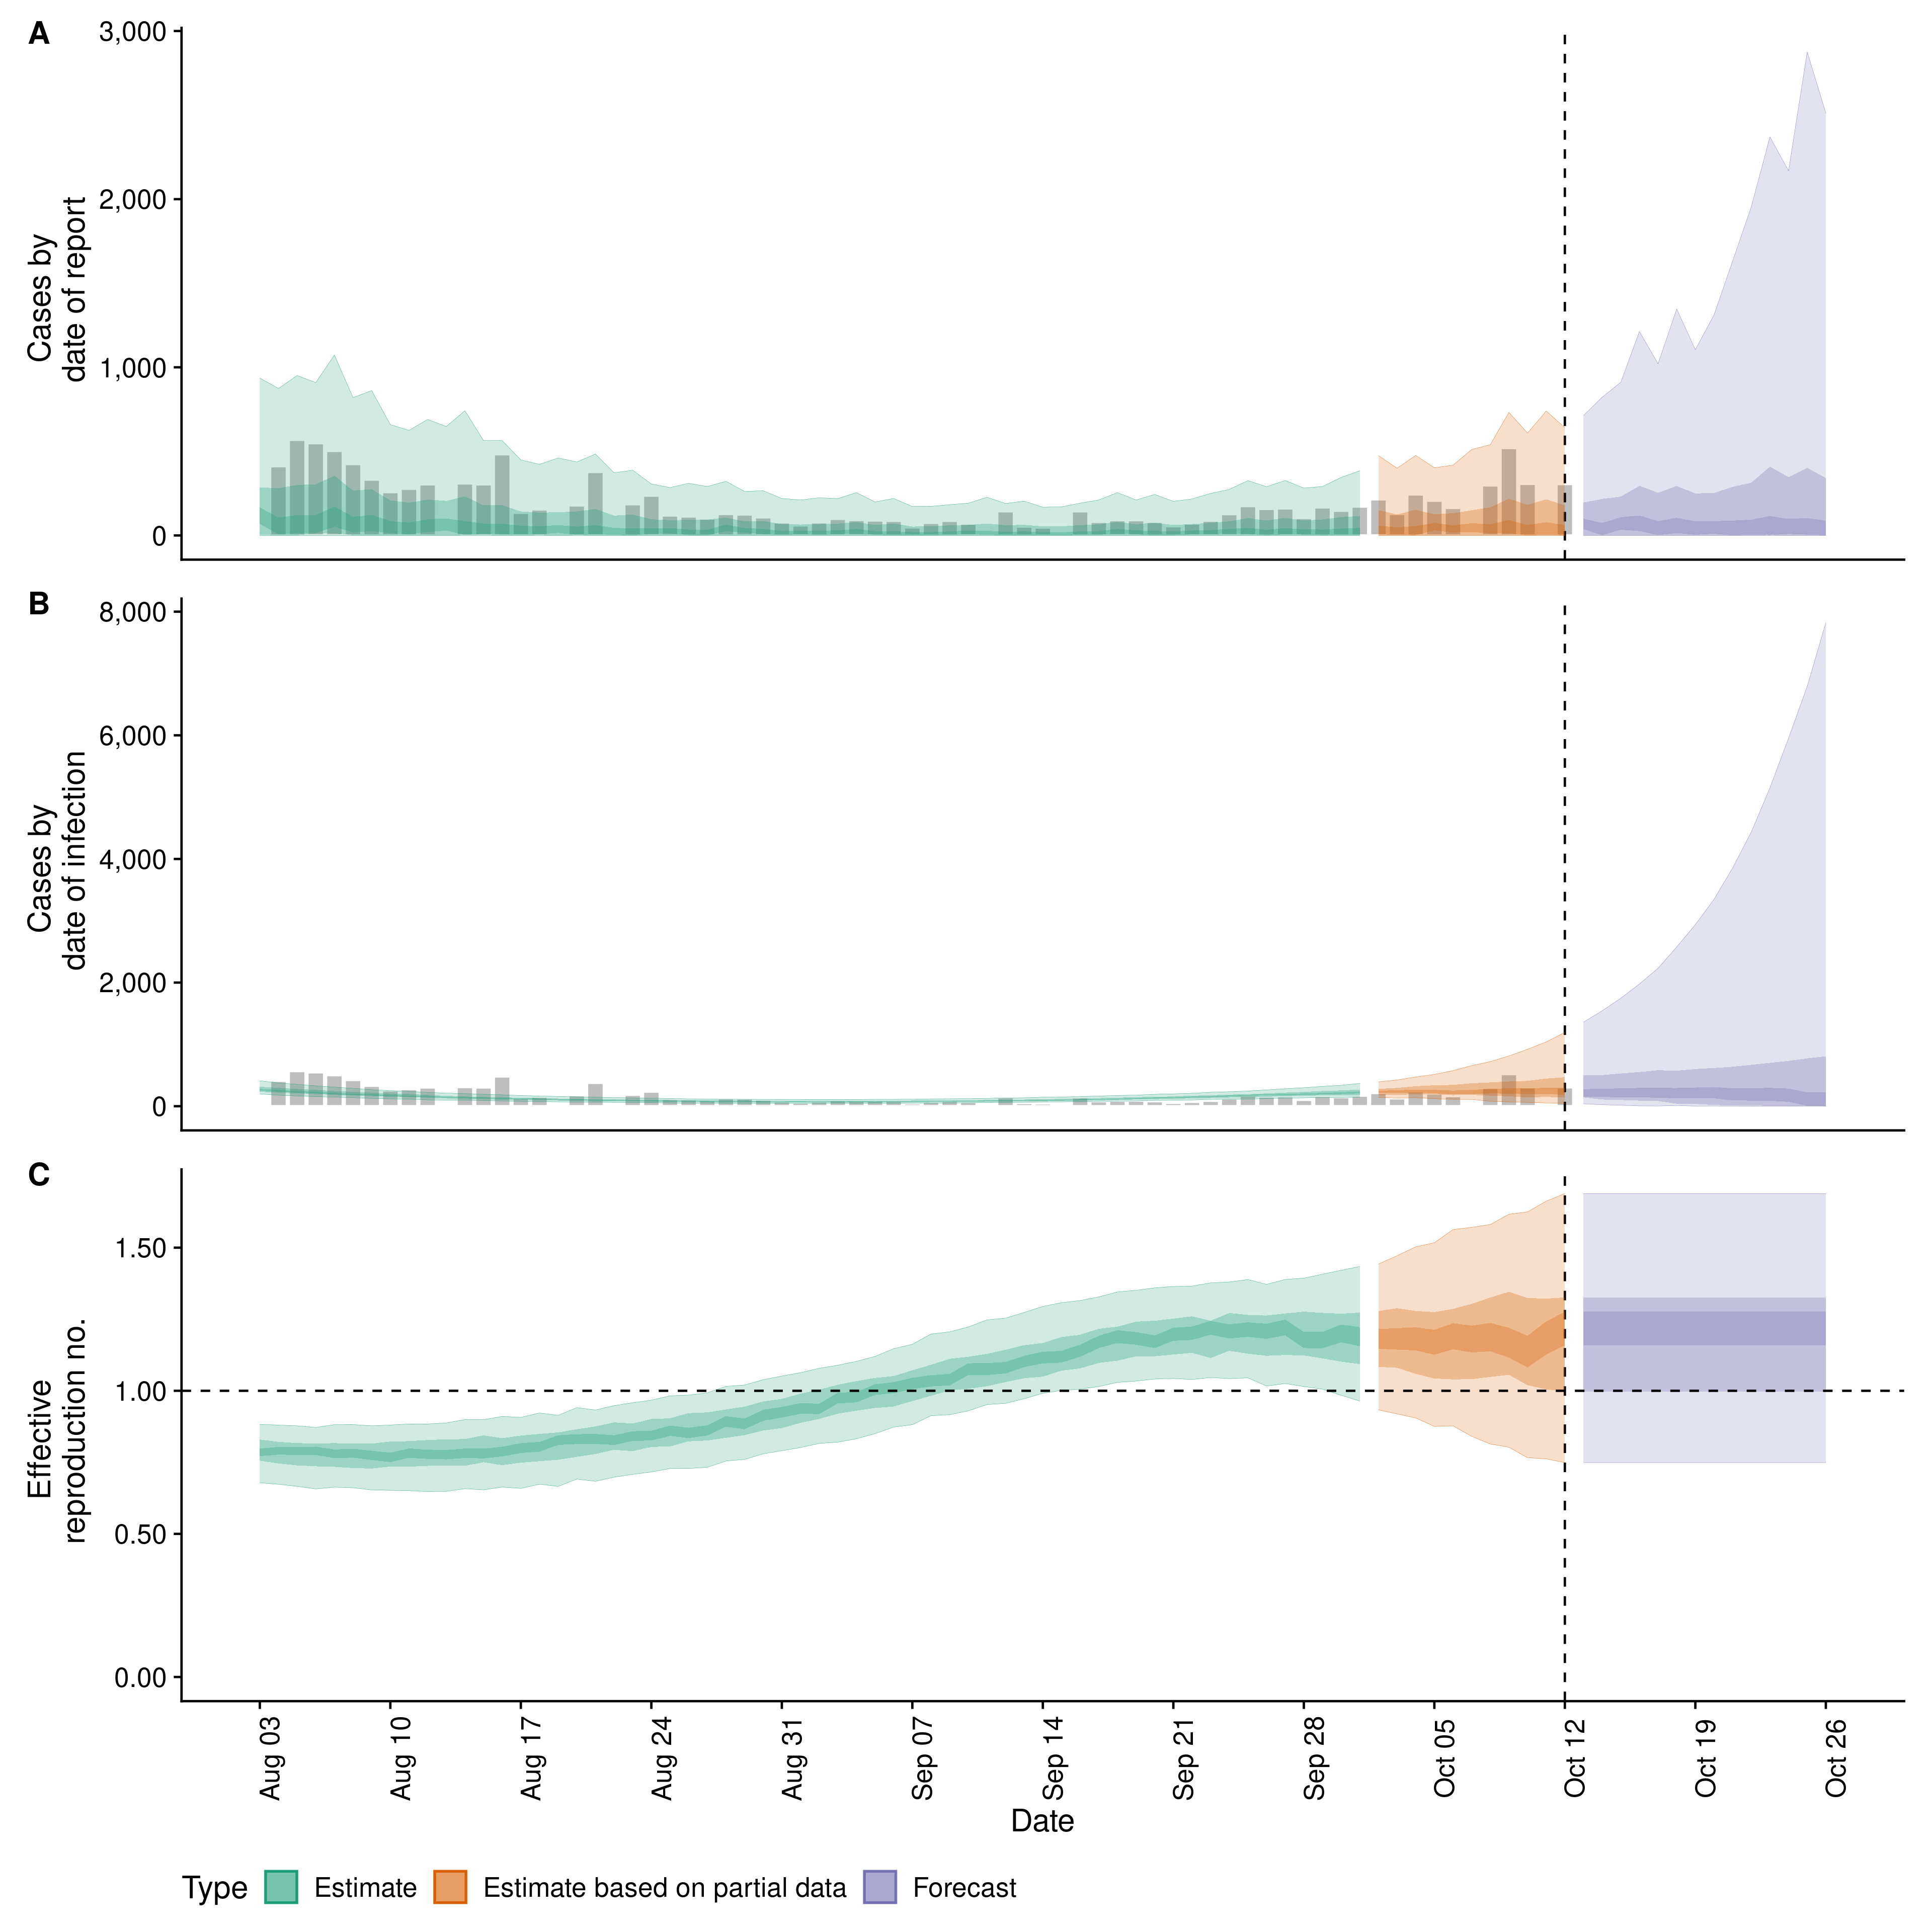 A
3,000
2,000
1,000
0
Cases by
date of report
B
8,000
6,000
4,000
2,000
0
Cases by
date of infection
C
1.50
1.00
0.50
0.00
Effective
reproduction no.
Aug 03
Aug 10
Aug 17
Aug 24
Aug 31
Sep 07
Sep 14
Sep 21
Sep 28
Oct 05
Oct 12
Oct 19
Oct 26
Date
Type Estimate Estimate based on partial data Forecast